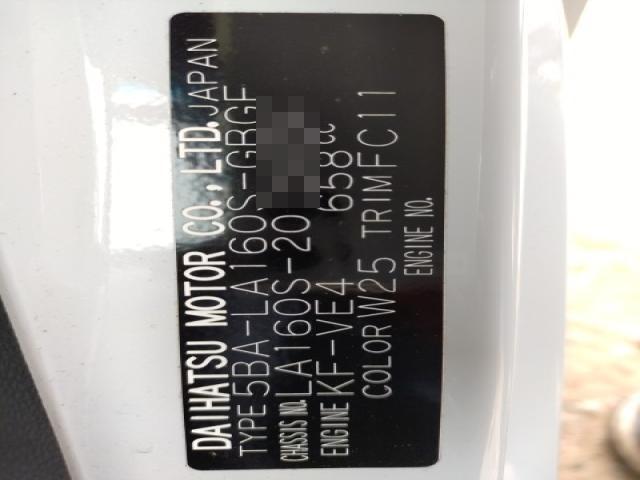 DAIHATSU MOTOR CO., LTD. JAPAN
TYPE 5BA-LA160S-GBGF
CHASSIS NO. LA160S-20
ENGINE KF-VE4 658 cc
COLOR W25 TRIM FC11
ENGINE NO.